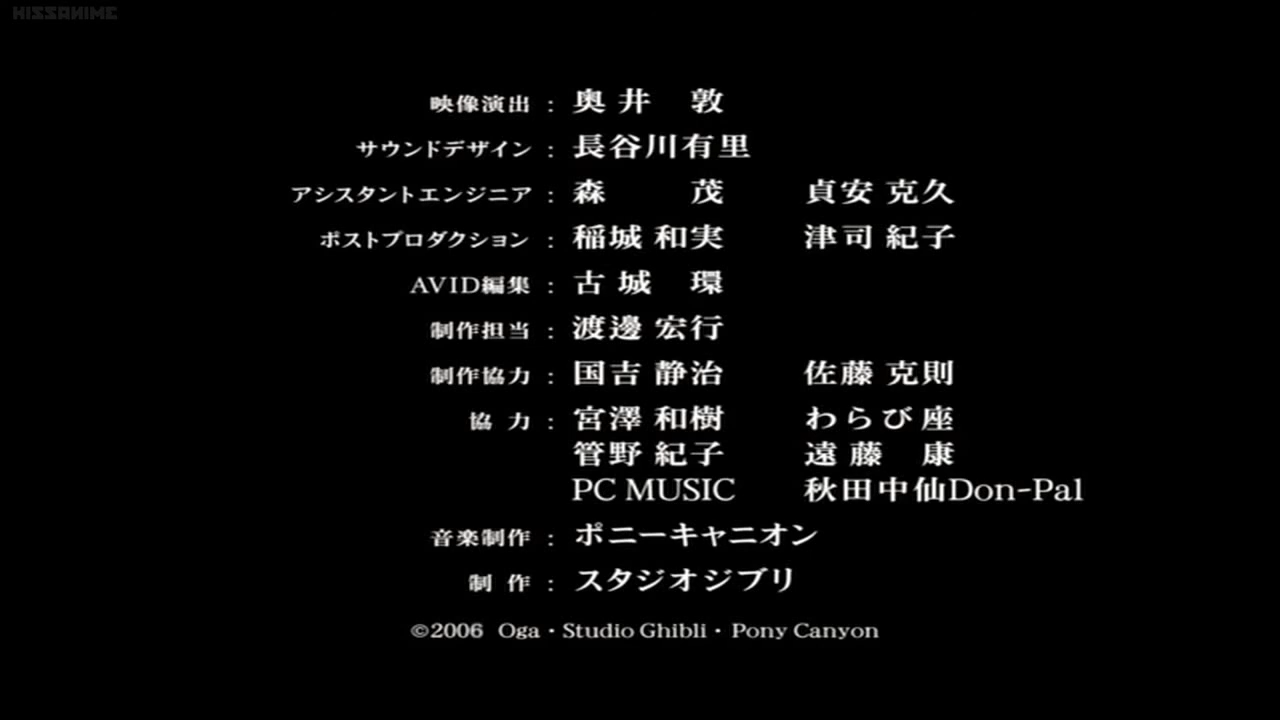 KISSANIME
映像演出 : 奥井 敦
サウンドデザイン : 長谷川有里
アシスタントエンジニア : 森 茂 貞安 克久
ポストプロダクション : 稲城 和実 津司 紀子
AVID編集 : 古城 環
制作担当 : 渡邊 宏行
制作協力 : 国吉 静治 佐藤 克則
協 力 : 宮澤 和樹 わらび座
管野 紀子 遠藤 康
PC MUSIC 秋田中仙Don-Pal
音楽制作 : ポニーキャニオン
制 作 : スタジオジブリ
©2006 Oga・Studio Ghibli・Pony Canyon